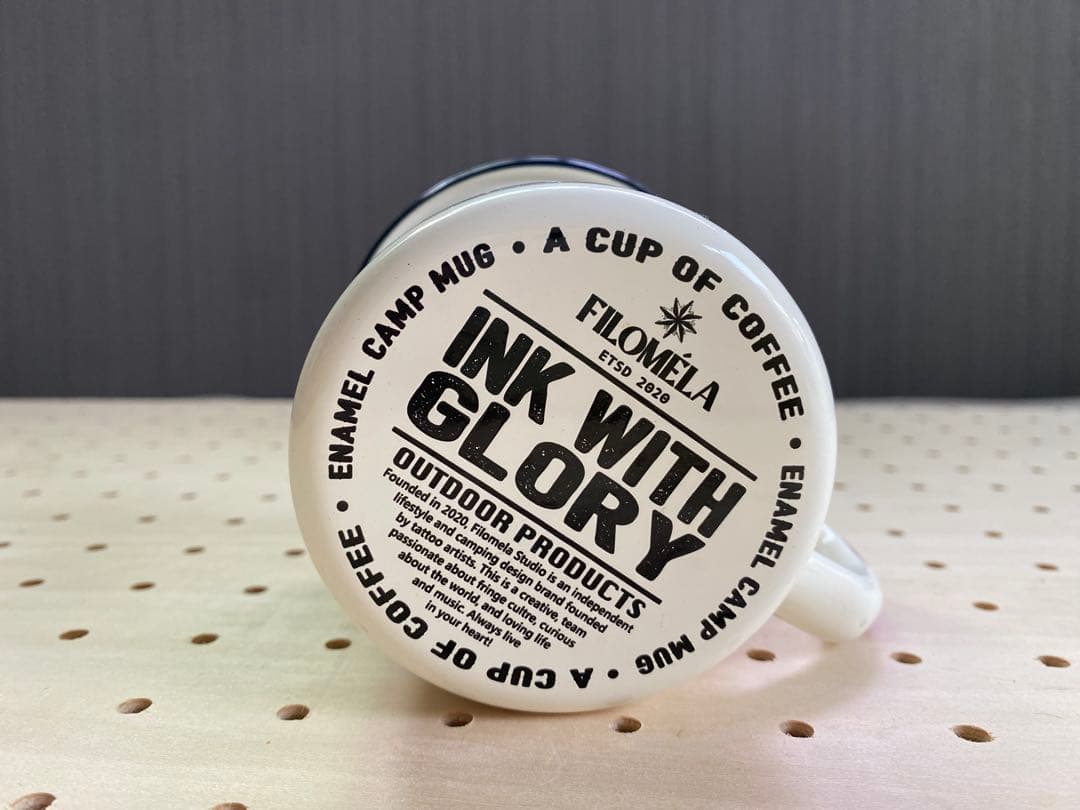 A CUP OF COFFEE • ENAMEL CAMP MUG • A CUP OF COFFEE • ENAMEL CAMP MUG •
FILOMÉLA
ETSD 2020
INK WITH
GLORY
OUTDOOR PRODUCTS
Founded in 2020, Filomela Studio is an independent
lifestyle and camping design brand founded
by tattoo artists. This is a creative, team
passionate about fringe cultre, curious
about the world, and loving life
and music. Always live
in your heart!